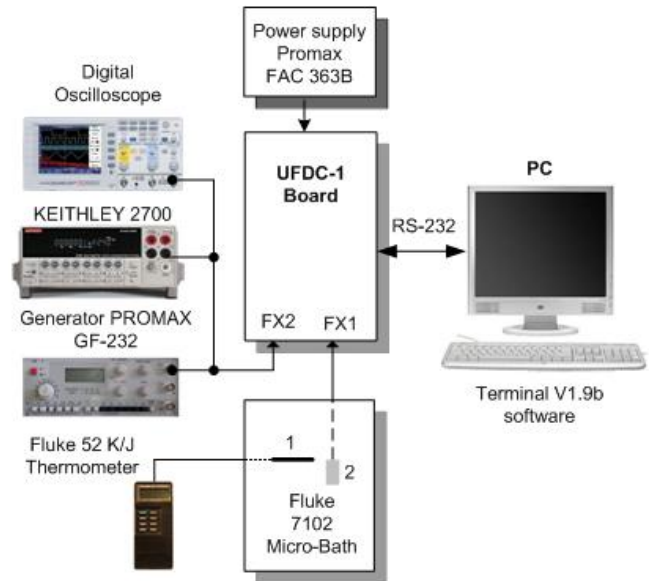 Power supply
Promax
FAC 363B
Digital
Oscilloscope
UFDC-1
Board
PC
KEITHLEY 2700
RS-232
Generator PROMAX
GF-232
FX2
FX1
Terminal V1.9b
software
Fluke 52 K/J
Thermometer
1
2
Fluke
7102
Micro-Bath